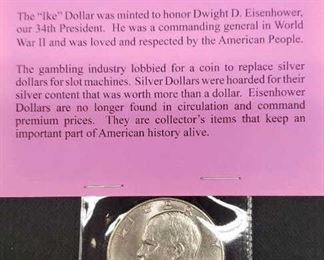 The "Ike" Dollar was minted to honor Dwight D. Eisenhower,
our 34th President. He was a commanding general in World
War II and was loved and respected by the American People.
The gambling industry lobbied for a coin to replace silver
dollars for slot machines. Silver Dollars were hoarded for their
silver content that was worth more than a dollar. Eisenhower
Dollars are no longer found in circulation and command
premium prices. They are collector's items that keep an
important part of American history alive.